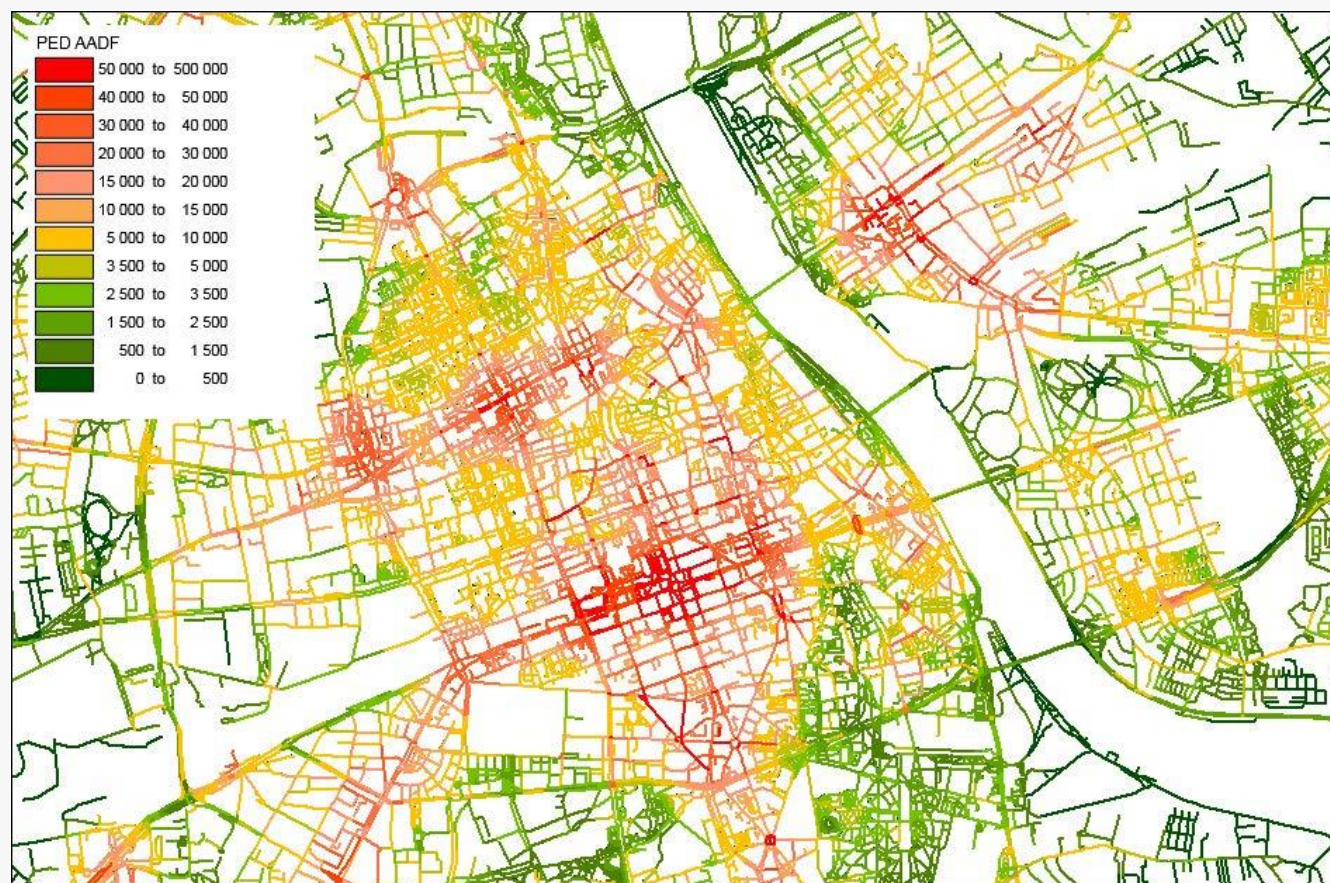 PED AADF
50 000 to 500 000
40 000 to 50 000
30 000 to 40 000
20 000 to 30 000
15 000 to 20 000
10 000 to 15 000
5 000 to 10 000
3 500 to 5 000
2 500 to 3 500
1 500 to 2 500
500 to 1 500
0 to 500